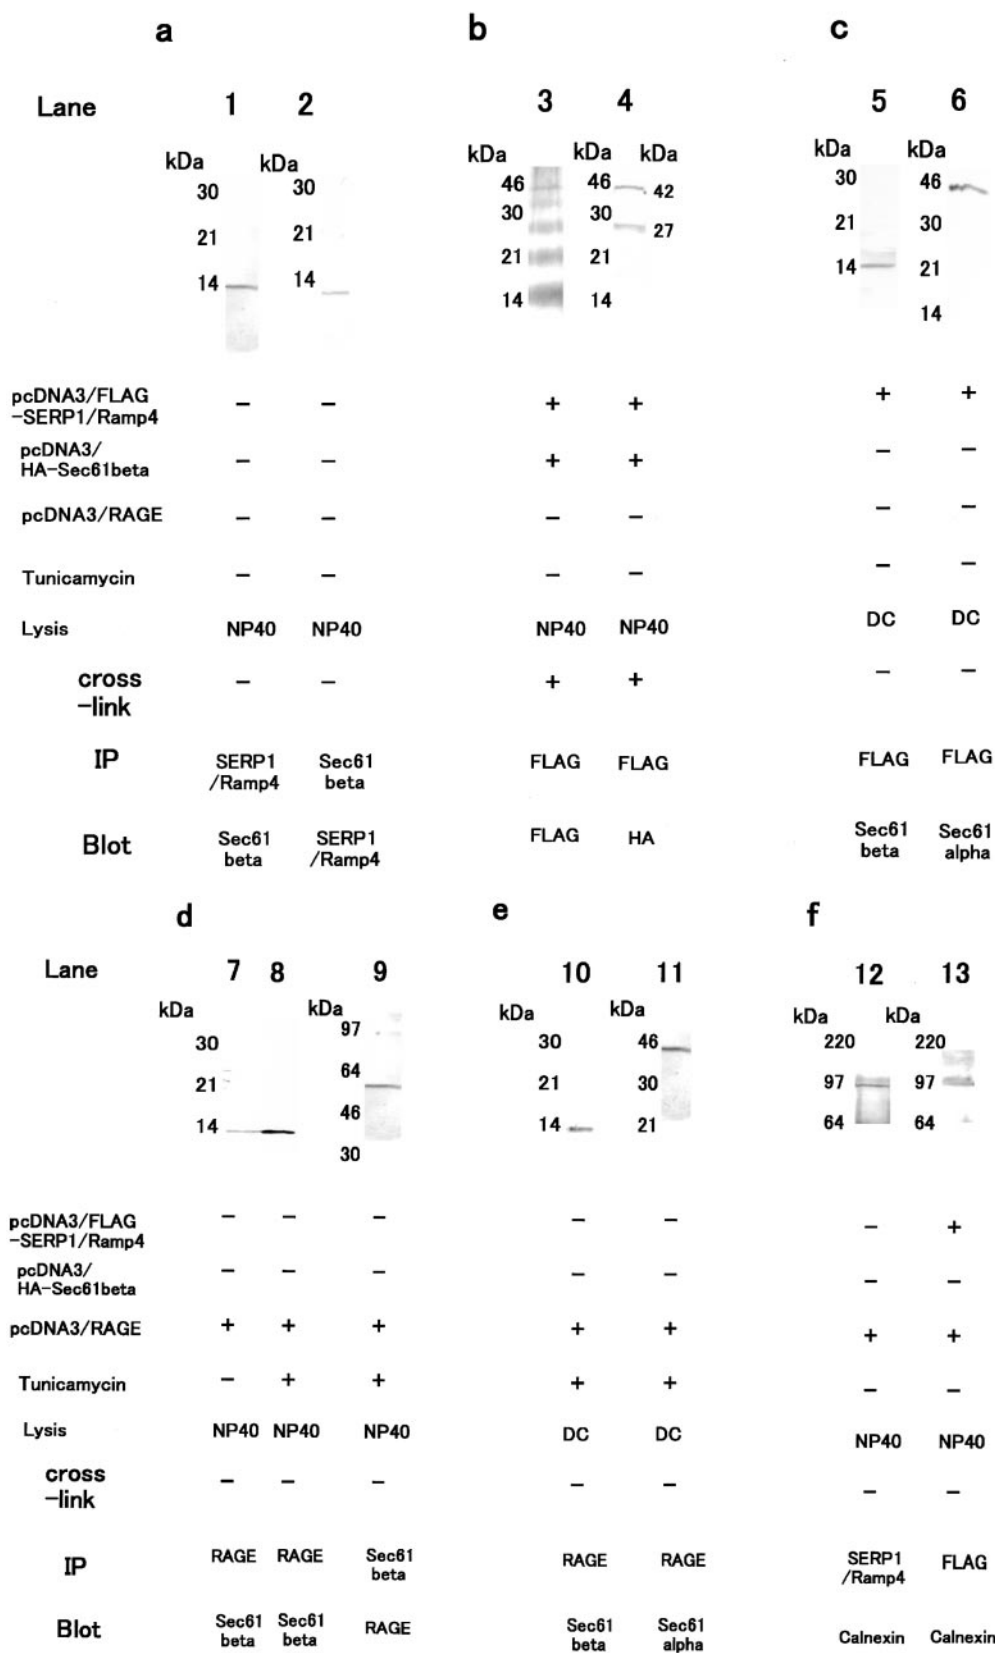 a b c
Lane 1 2 3 4 5 6
kDa kDa kDa kDa kDa kDa kDa
30 30 46 46 42 30 46
21 21 30 30 27 21 30
14 14 21 21 14 21
14 14 14
pcDNA3/FLAG
-SERP1/Ramp4 − − + + + +
pcDNA3/
HA-Sec61beta − − + + − −
pcDNA3/RAGE − − − − − −
Tunicamycin − − − − − −
Lysis NP40 NP40 NP40 NP40 DC DC
cross
-link − − + + − −
IP SERP1 Sec61 FLAG FLAG FLAG FLAG
/Ramp4 beta
Blot Sec61 SERP1 FLAG HA Sec61 Sec61
beta /Ramp4 beta alpha
d e f
Lane 7 8 9 10 11 12 13
kDa kDa kDa kDa kDa kDa
30 97 30 46 220 220
21 64 21 30 97 97
14 46 14 21 64 64
30
pcDNA3/FLAG
-SERP1/Ramp4 − − − − − − +
pcDNA3/
HA-Sec61beta − − − − − − −
pcDNA3/RAGE + + + + + + +
Tunicamycin − + + + + − −
Lysis NP40 NP40 NP40 DC DC NP40 NP40
cross
-link − − − − − − −
IP RAGE RAGE Sec61 RAGE RAGE SERP1 FLAG
beta /Ramp4
Blot Sec61 Sec61 RAGE Sec61 Sec61 Calnexin Calnexin
beta beta beta alpha